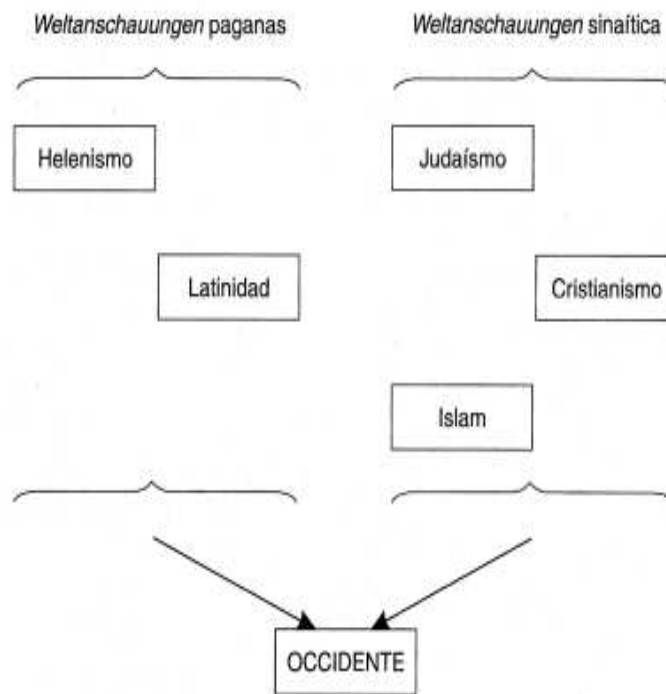 Weltanschauungen paganas
Weltanschauungen sinaítica
Helenismo
Judaísmo
Latinidad
Cristianismo
Islam
OCCIDENTE